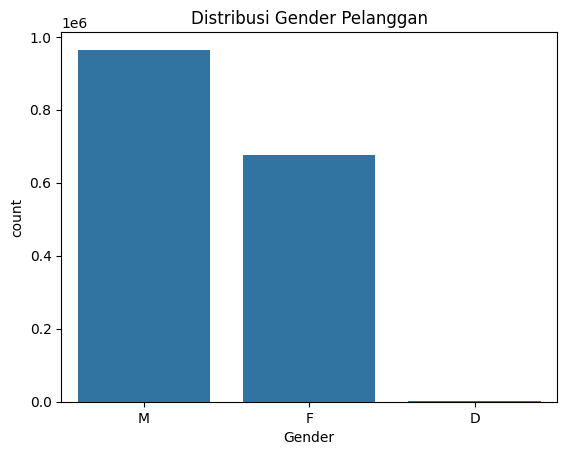 Distribusi Gender Pelanggan
1e6
1.0
0.8
0.6
0.4
0.2
0.0
count
M F D
Gender